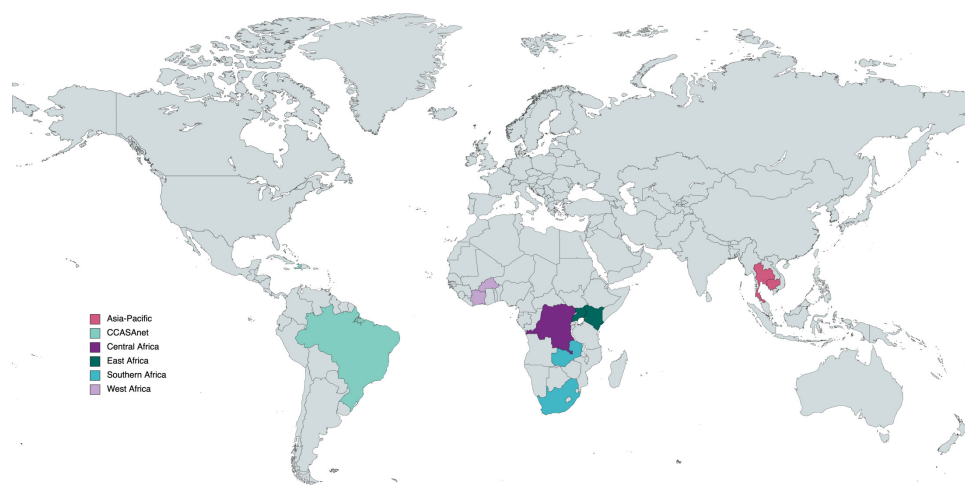 Asia-Pacific
CCASAnet
Central Africa
East Africa
Southern Africa
West Africa